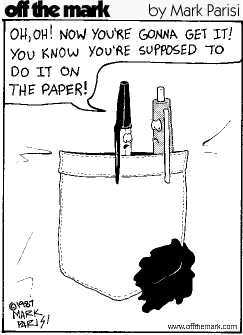 off the mark by Mark Parisi
OH, OH! NOW YOU'RE GONNA GET IT!
YOU KNOW YOU'RE SUPPOSED TO
DO IT ON
THE PAPER!
©1987
MARK
PARISI
www.offthemark.com